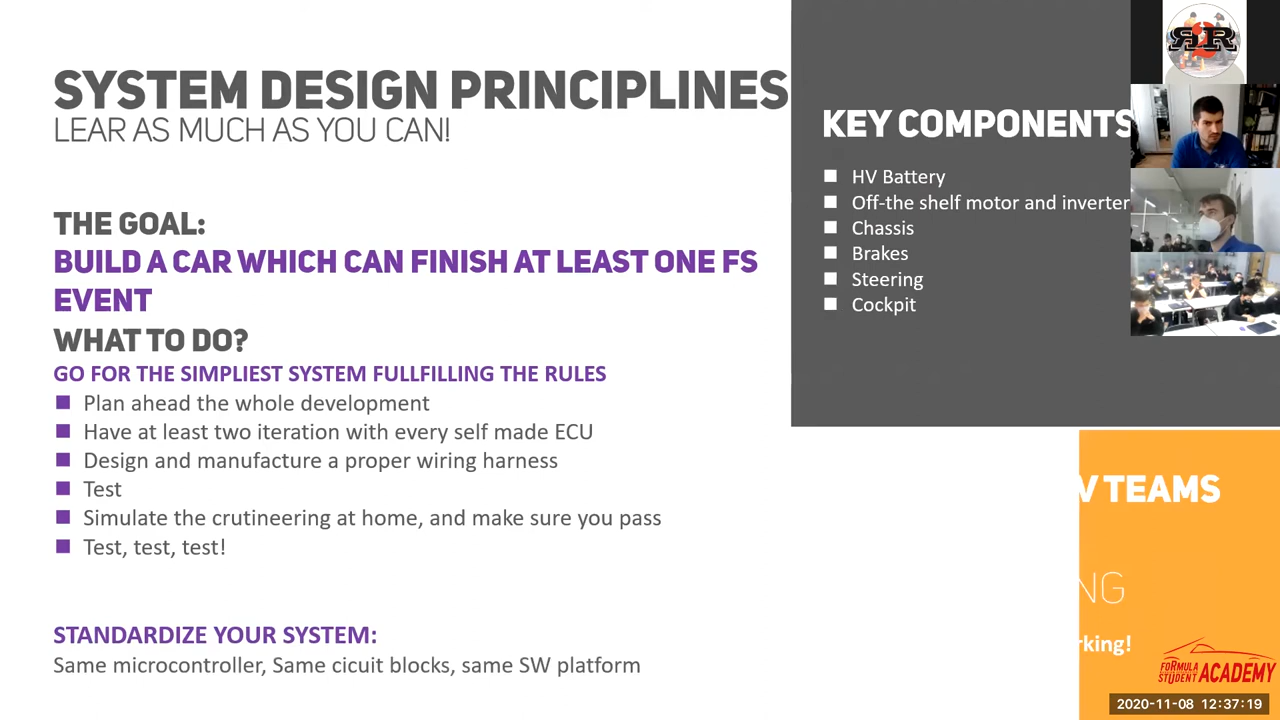 SYSTEM DESIGN PRINCIPLINES
LEAR AS MUCH AS YOU CAN!
THE GOAL:
BUILD A CAR WHICH CAN FINISH AT LEAST ONE FS
EVENT
WHAT TO DO?
GO FOR THE SIMPLIEST SYSTEM FULLFILLING THE RULES
Plan ahead the whole development
Have at least two iteration with every self made ECU
Design and manufacture a proper wiring harness
Test
Simulate the crutineering at home, and make sure you pass
Test, test, test!
STANDARDIZE YOUR SYSTEM:
Same microcontroller, Same cicuit blocks, same SW platform
KEY COMPONENTS
HV Battery
Off-the shelf motor and inverter
Chassis
Brakes
Steering
Cockpit
V TEAMS
NG
rking!
FORMULA
STUDENT ACADEMY
2020-11-08 12:37:19